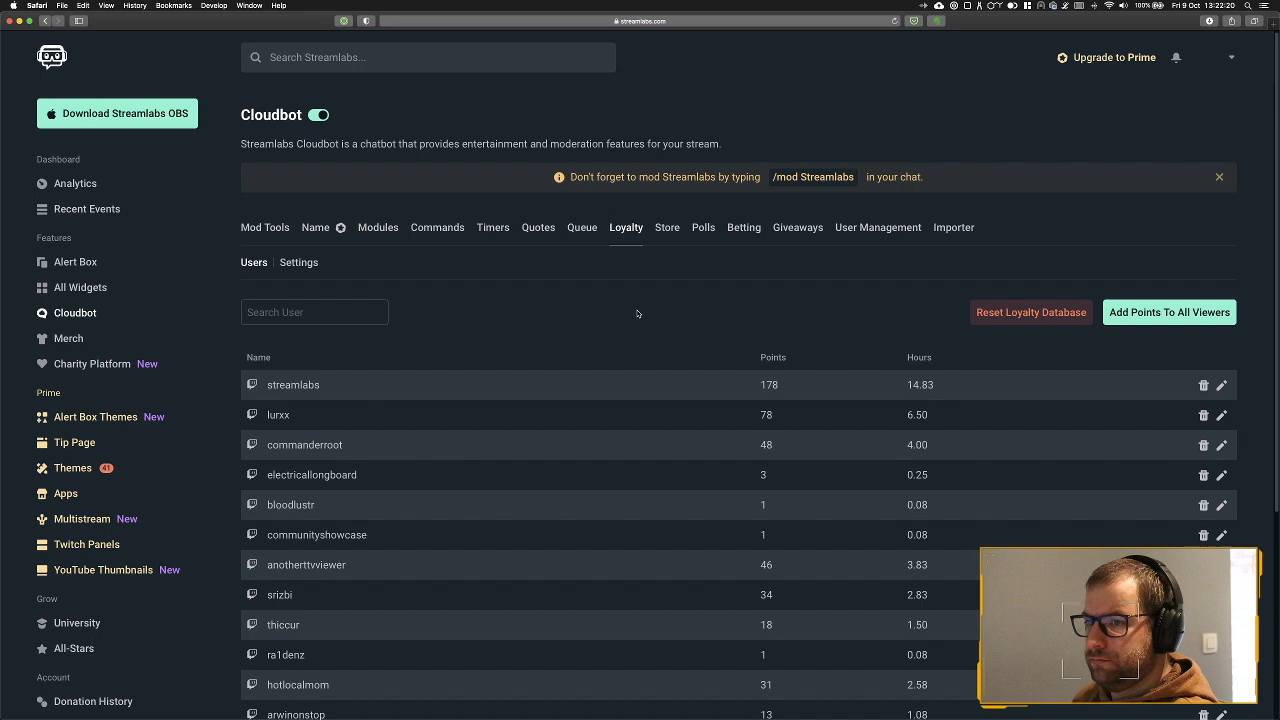 Safari File Edit View History Bookmarks Develop Window Help
100% Fri 9 Oct 13:22:20
streamlabs.com
Search Streamlabs...
Upgrade to Prime
Download Streamlabs OBS
Dashboard
Analytics
Recent Events
Features
Alert Box
All Widgets
Cloudbot
Merch
Charity Platform New
Prime
Alert Box Themes New
Tip Page
Themes 41
Apps
Multistream New
Twitch Panels
YouTube Thumbnails New
Grow
University
All-Stars
Account
Donation History
Cloudbot
Streamlabs Cloudbot is a chatbot that provides entertainment and moderation features for your stream.
Don't forget to mod Streamlabs by typing /mod Streamlabs in your chat.
Mod Tools Name Modules Commands Timers Quotes Queue Loyalty Store Polls Betting Giveaways User Management Importer
Users Settings
Search User
Reset Loyalty Database Add Points To All Viewers
Name Points Hours
streamlabs 178 14.83
lurxx 78 6.50
commanderroot 48 4.00
electricallongboard 3 0.25
bloodlustr 1 0.08
communityshowcase 1 0.08
anotherttvviewer 46 3.83
srizbi 34 2.83
thiccur 18 1.50
ra1denz 1 0.08
hotlocalmom 31 2.58
arwinonstop 13 1.08